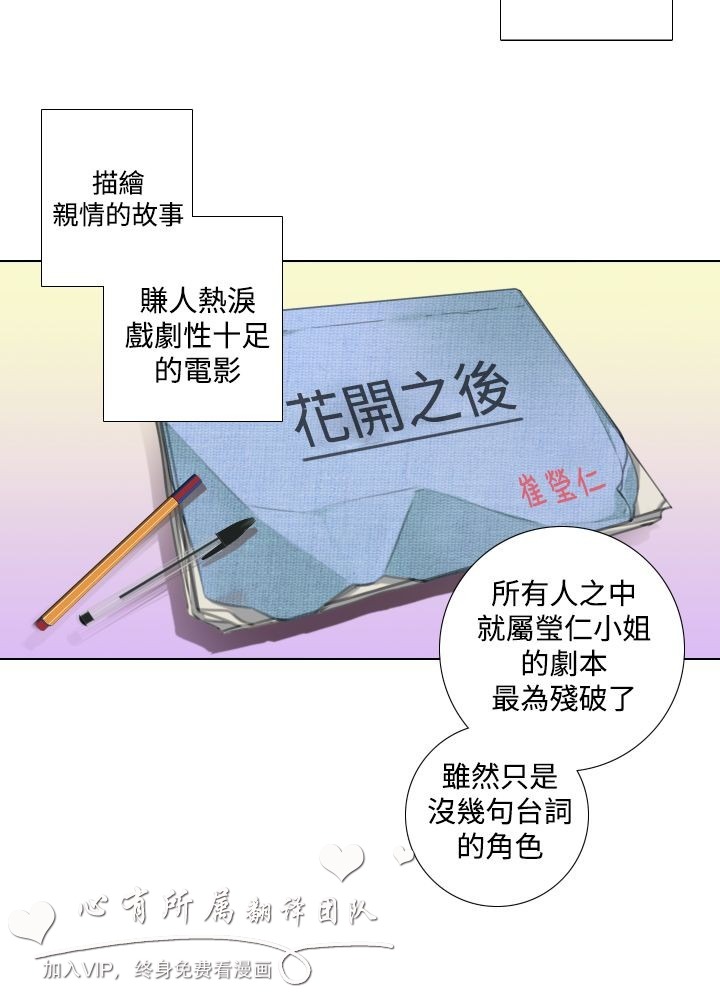 描繪
親情的故事
賺人熱淚
戲劇性十足
的電影
花開之後
崔瑩仁
所有人之中
就屬瑩仁小姐
的劇本
最為殘破了
雖然只是
沒幾句台詞
的角色
心有所属翻译团队
加入VIP，终身免费看漫画